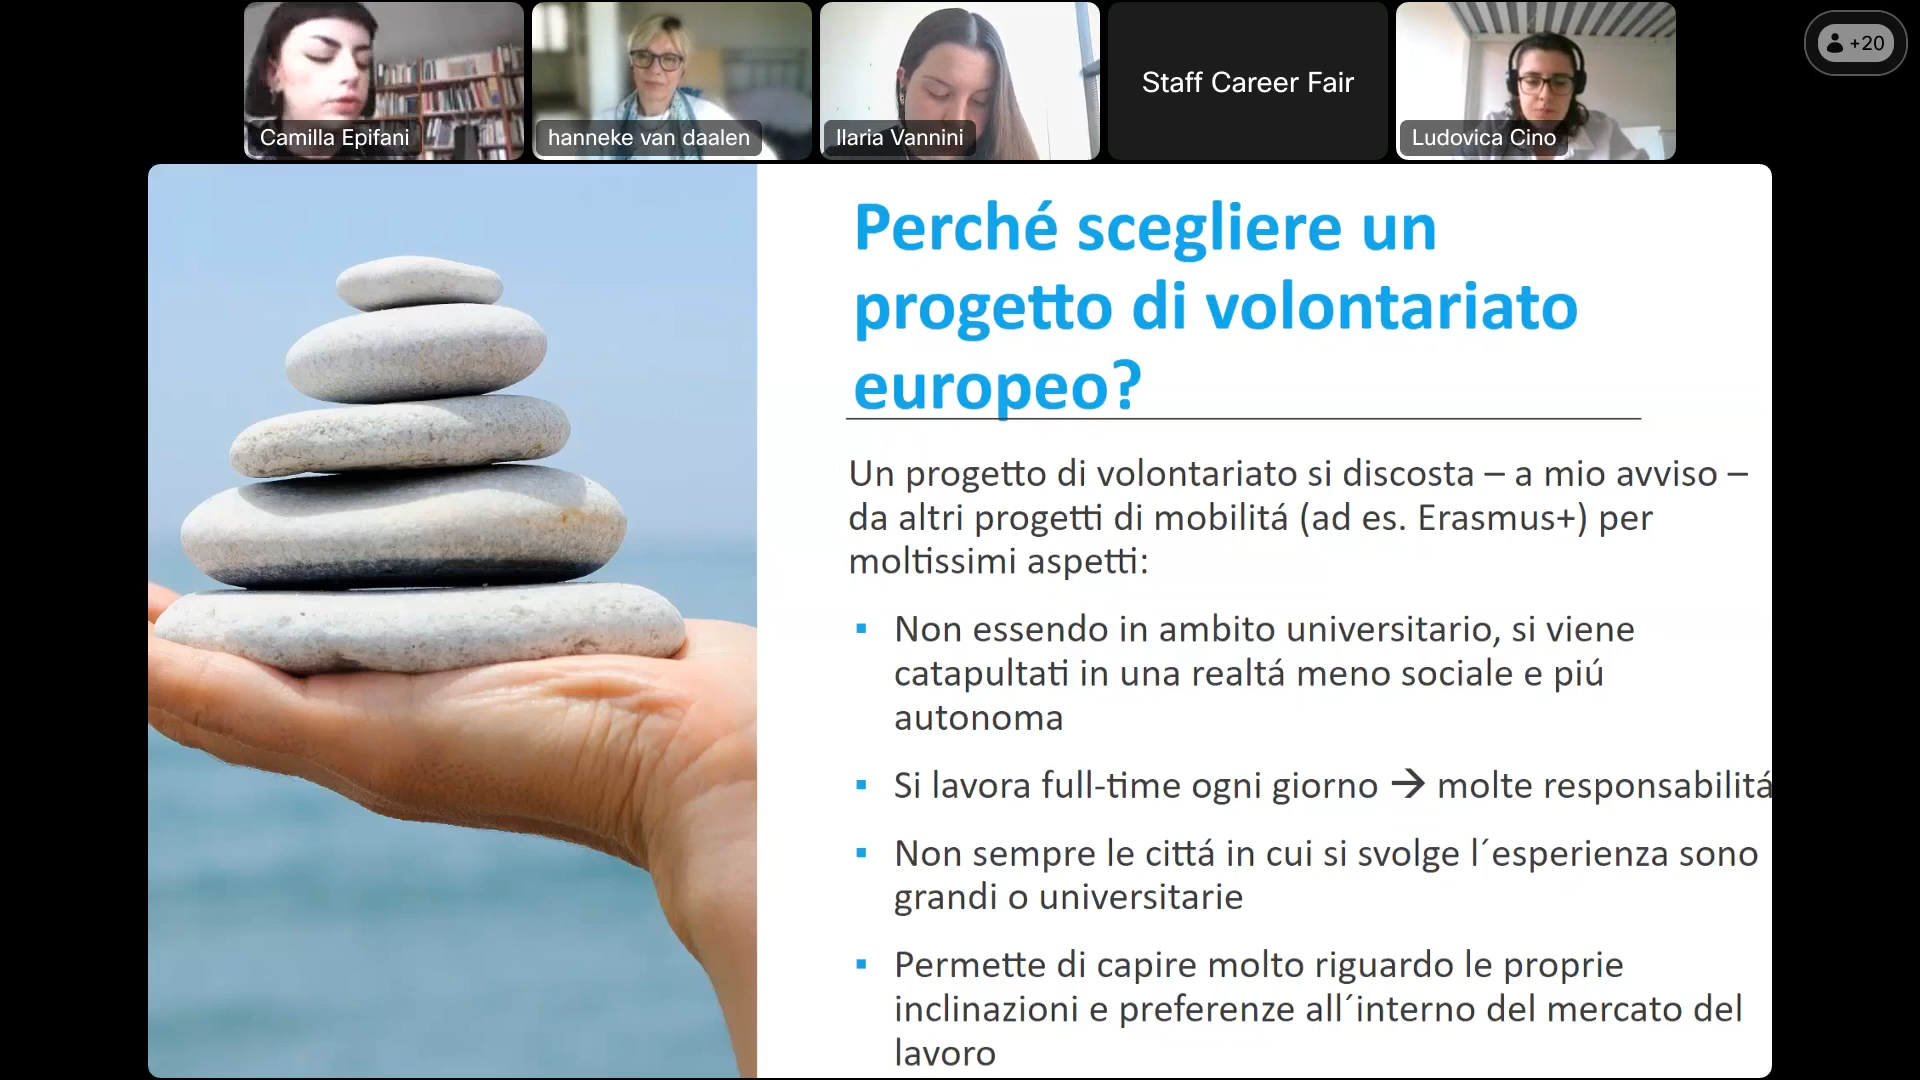 Camilla Epifani
hanneke van daalen
Ilaria Vannini
Staff Career Fair
Ludovica Cino
+20
Perché scegliere un
progetto di volontariato
europeo?
Un progetto di volontariato si discosta – a mio avviso –
da altri progetti di mobilitá (ad es. Erasmus+) per
moltissimi aspetti:
▪ Non essendo in ambito universitario, si viene
catapultati in una realtá meno sociale e piú
autonoma
▪ Si lavora full-time ogni giorno → molte responsabilitá
▪ Non sempre le cittá in cui si svolge l´esperienza sono
grandi o universitarie
▪ Permette di capire molto riguardo le proprie
inclinazioni e preferenze all´interno del mercato del
lavoro